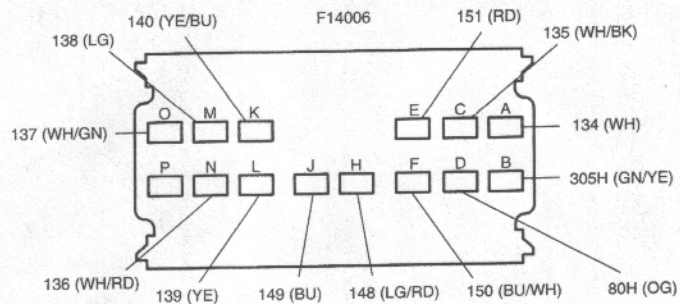 140 (YE/BU) F14006 151 (RD)
138 (LG) 135 (WH/BK)
O M K E C A
137 (WH/GN) 134 (WH)
P N L J H F D B
305H (GN/YE)
136 (WH/RD) 139 (YE) 149 (BU) 148 (LG/RD) 150 (BU/WH) 80H (OG)